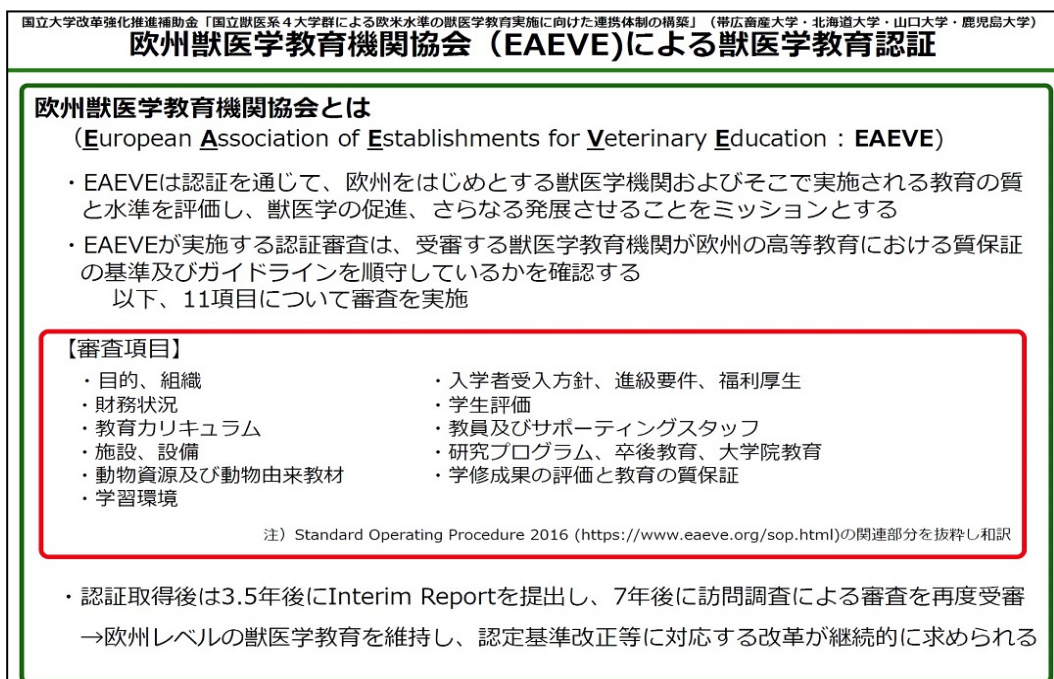 国立大学改革強化推進補助金「国立獣医系４大学群による欧米水準の獣医学教育実施に向けた連携体制の構築」（帯広畜産大学・北海道大学・山口大学・鹿児島大学）
欧州獣医学教育機関協会（EAEVE)による獣医学教育認証
欧州獣医学教育機関協会とは
（European Association of Establishments for Veterinary Education：EAEVE)
・EAEVEは認証を通じて、欧州をはじめとする獣医学機関およびそこで実施される教育の質
と水準を評価し、獣医学の促進、さらなる発展させることをミッションとする
・EAEVEが実施する認証審査は、受審する獣医学教育機関が欧州の高等教育における質保証
の基準及びガイドラインを順守しているかを確認する
以下、11項目について審査を実施
【審査項目】
・目的、組織
・財務状況
・教育カリキュラム
・施設、設備
・動物資源及び動物由来教材
・学習環境
・入学者受入方針、進級要件、福利厚生
・学生評価
・教員及びサポーティングスタッフ
・研究プログラム、卒後教育、大学院教育
・学修成果の評価と教育の質保証
注）Standard Operating Procedure 2016 (https://www.eaeve.org/sop.html)の関連部分を抜粋し和訳
・認証取得後は3.5年後にInterim Reportを提出し、7年後に訪問調査による審査を再度受審
→欧州レベルの獣医学教育を維持し、認定基準改正等に対応する改革が継続的に求められる